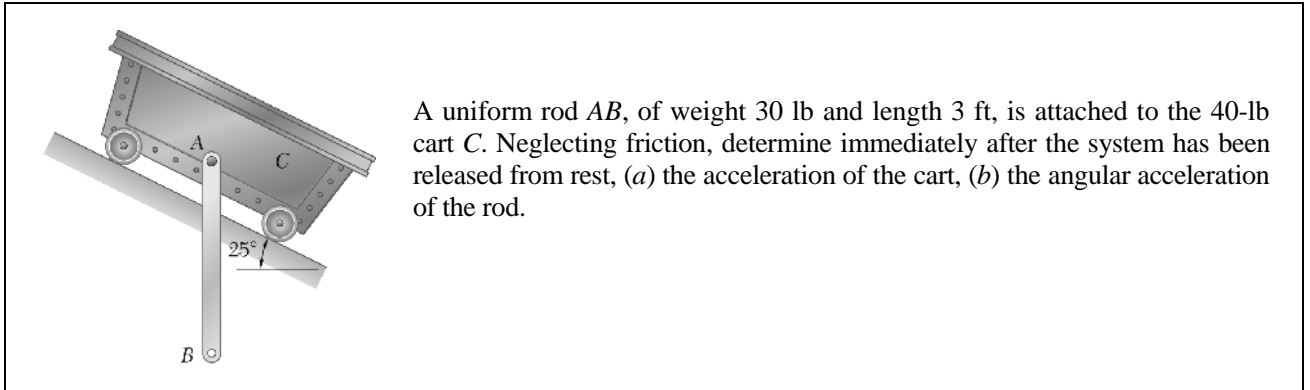 A uniform rod AB, of weight 30 lb and length 3 ft, is attached to the 40-lb
cart C. Neglecting friction, determine immediately after the system has been
released from rest, (a) the acceleration of the cart, (b) the angular acceleration
of the rod.
A
C
25°
B